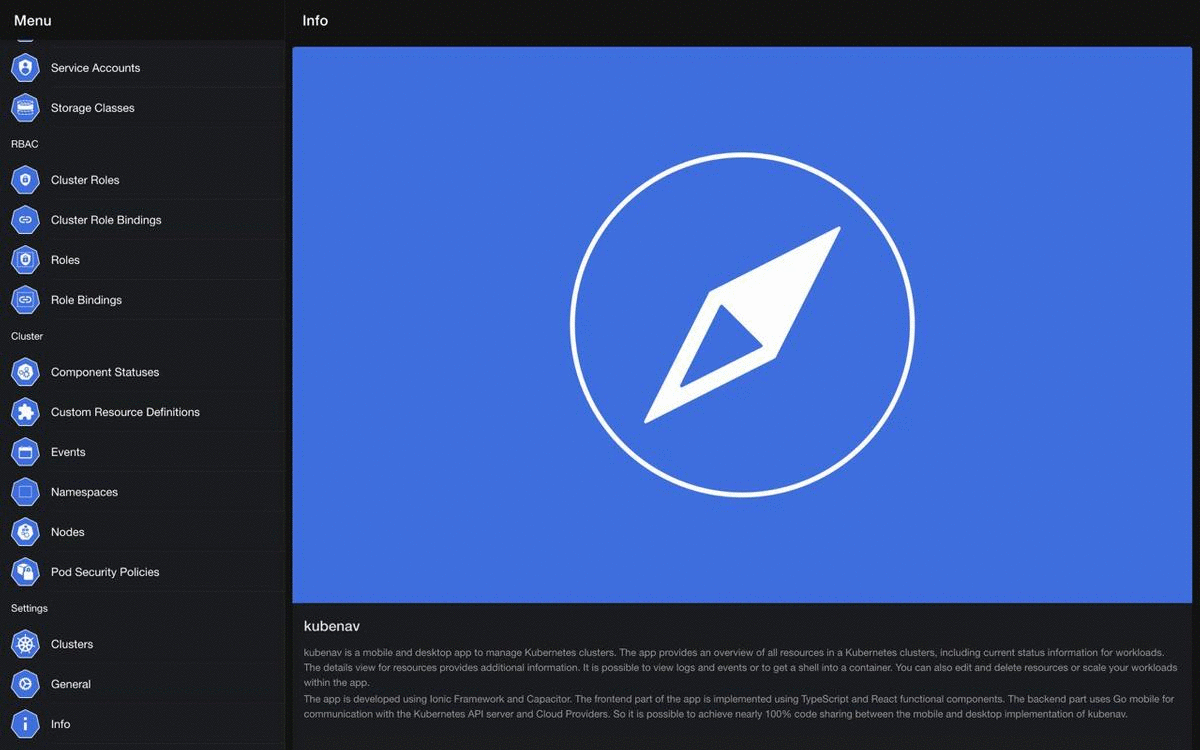 Menu
Service Accounts
Storage Classes
RBAC
Cluster Roles
Cluster Role Bindings
Roles
Role Bindings
Cluster
Component Statuses
Custom Resource Definitions
Events
Namespaces
Nodes
Pod Security Policies
Settings
Clusters
General
Info
Info
kubenav
kubenav is a mobile and desktop app to manage Kubernetes clusters. The app provides an overview of all resources in a Kubernetes clusters, including current status information for workloads.
The details view for resources provides additional information. It is possible to view logs and events or to get a shell into a container. You can also edit and delete resources or scale your workloads
within the app.
The app is developed using Ionic Framework and Capacitor. The frontend part of the app is implemented using TypeScript and React functional components. The backend part uses Go mobile for
communication with the Kubernetes API server and Cloud Providers. So it is possible to achieve nearly 100% code sharing between the mobile and desktop implementation of kubenav.